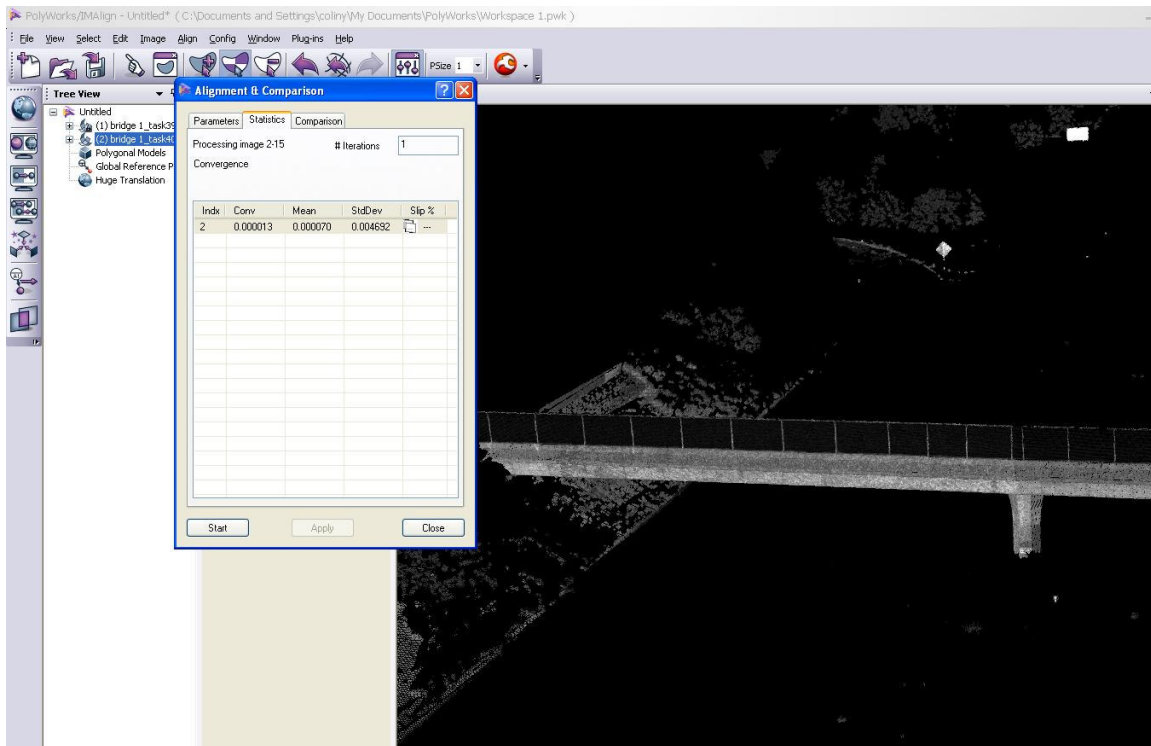 PolyWorks/IMAlign - Untitled* ( C:\Documents and Settings\coliny\My Documents\PolyWorks\Workspace 1.pwk )
File View Select Edit Image Align Config Window Plug-ins Help
PSize 1
Tree View
Untitled
(1) bridge 1_task39
(2) bridge 1_task40
Polygonal Models
Global Reference P
Huge Translation
Alignment & Comparison
Parameters Statistics Comparison
Processing image 2-15 # Iterations 1
Convergence
Indx Conv Mean StdDev Slip %
2 0.000013 0.000070 0.004692 ---
Start Apply Close